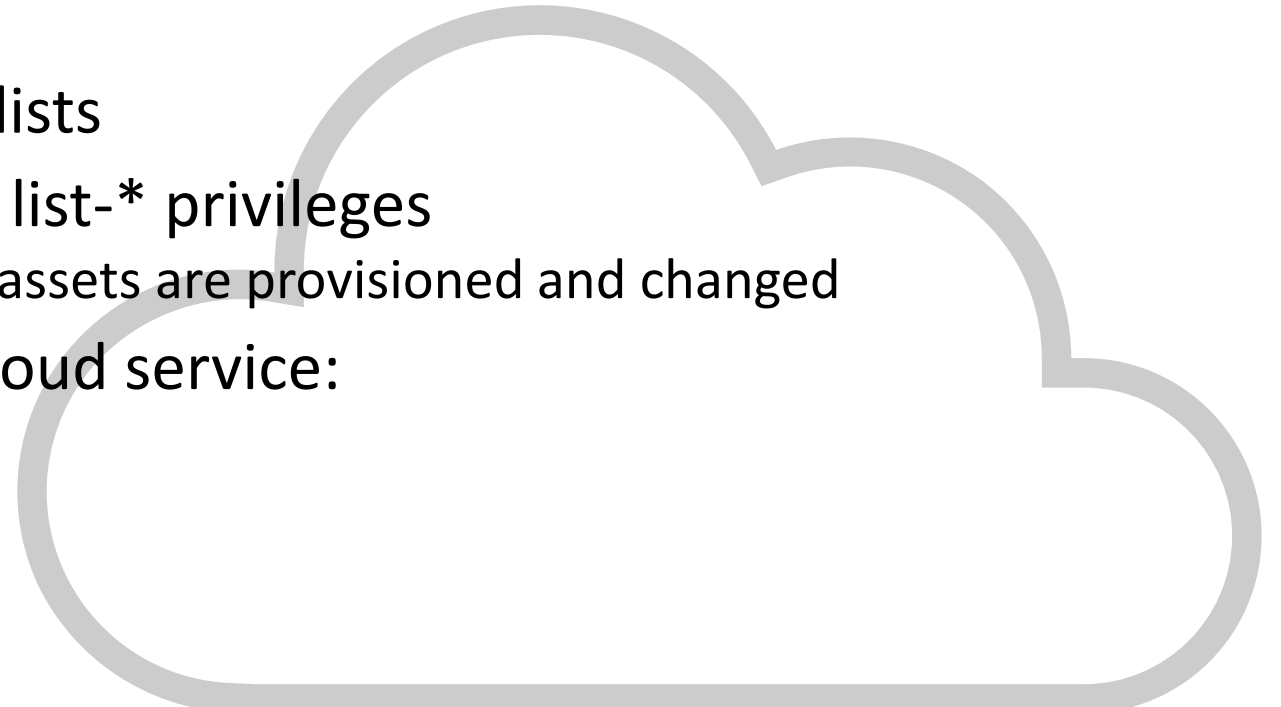 lists
list-* privileges
assets are provisioned and changed
oud service: